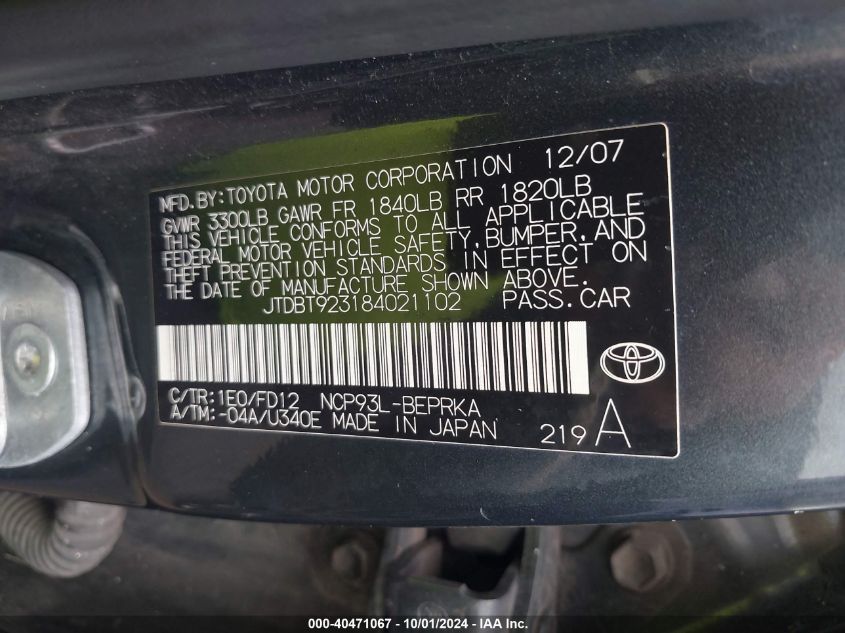 MFD. BY: TOYOTA MOTOR CORPORATION 12/07
GVWR 3300LB GAWR FR 1840LB RR 1820LB
THIS VEHICLE CONFORMS TO ALL APPLICABLE
FEDERAL MOTOR VEHICLE SAFETY, BUMPER, AND
THEFT PREVENTION STANDARDS IN EFFECT ON
THE DATE OF MANUFACTURE SHOWN ABOVE.
JTDBT923184021102 PASS. CAR
C/TR: 1E0/FD12 NCP93L-BEPRKA
A/TM: -04A/U340E MADE IN JAPAN
219 A
000-40471067 - 10/01/2024 - IAA Inc.